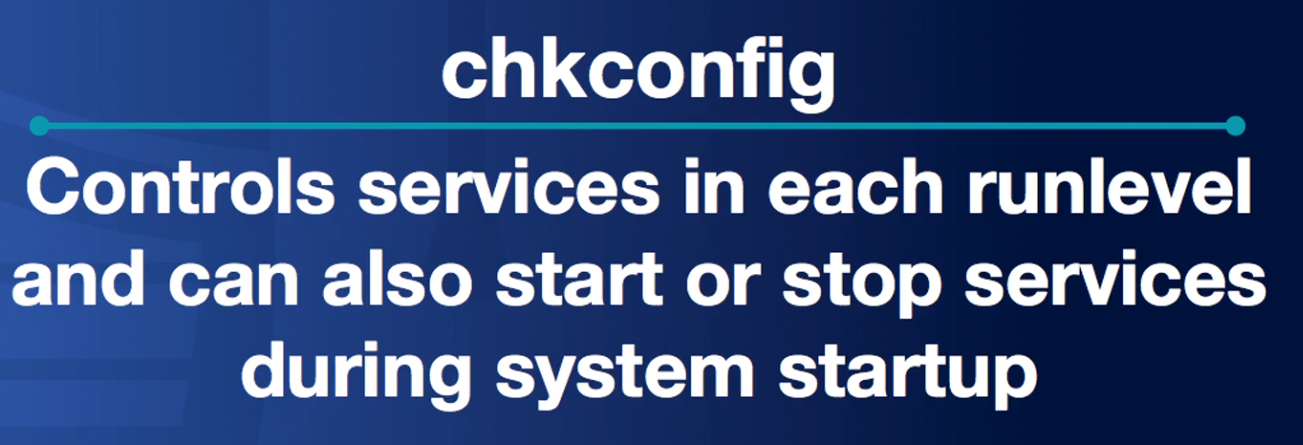 chkconfig
Controls services in each runlevel
and can also start or stop services
during system startup